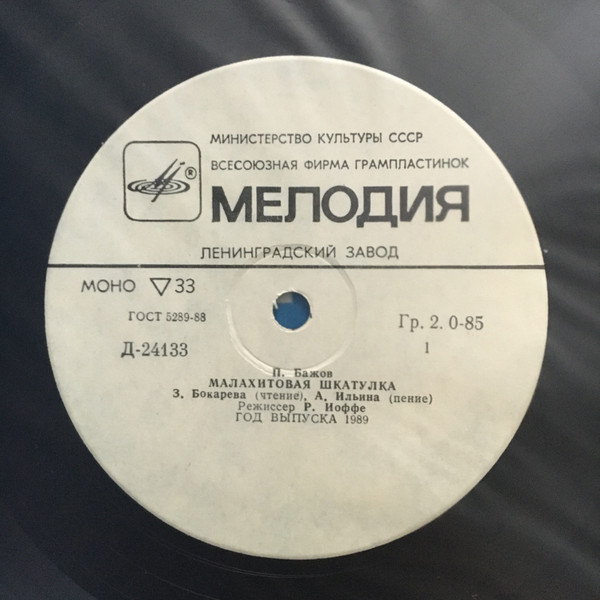 МИНИСТЕРСТВО КУЛЬТУРЫ СССР
ВСЕСОЮЗНАЯ ФИРМА ГРАМПЛАСТИНОК
®
МЕЛОДИЯ
ЛЕНИНГРАДСКИЙ ЗАВОД
МОНО ▽ 33
ГОСТ 5289-88
Гр. 2. 0-85
Д-24133
1
П. Бажов
МАЛАХИТОВАЯ ШКАТУЛКА
З. Бокарева (чтение), А. Ильина (пение)
Режиссер Р. Иоффе
ГОД ВЫПУСКА 1989